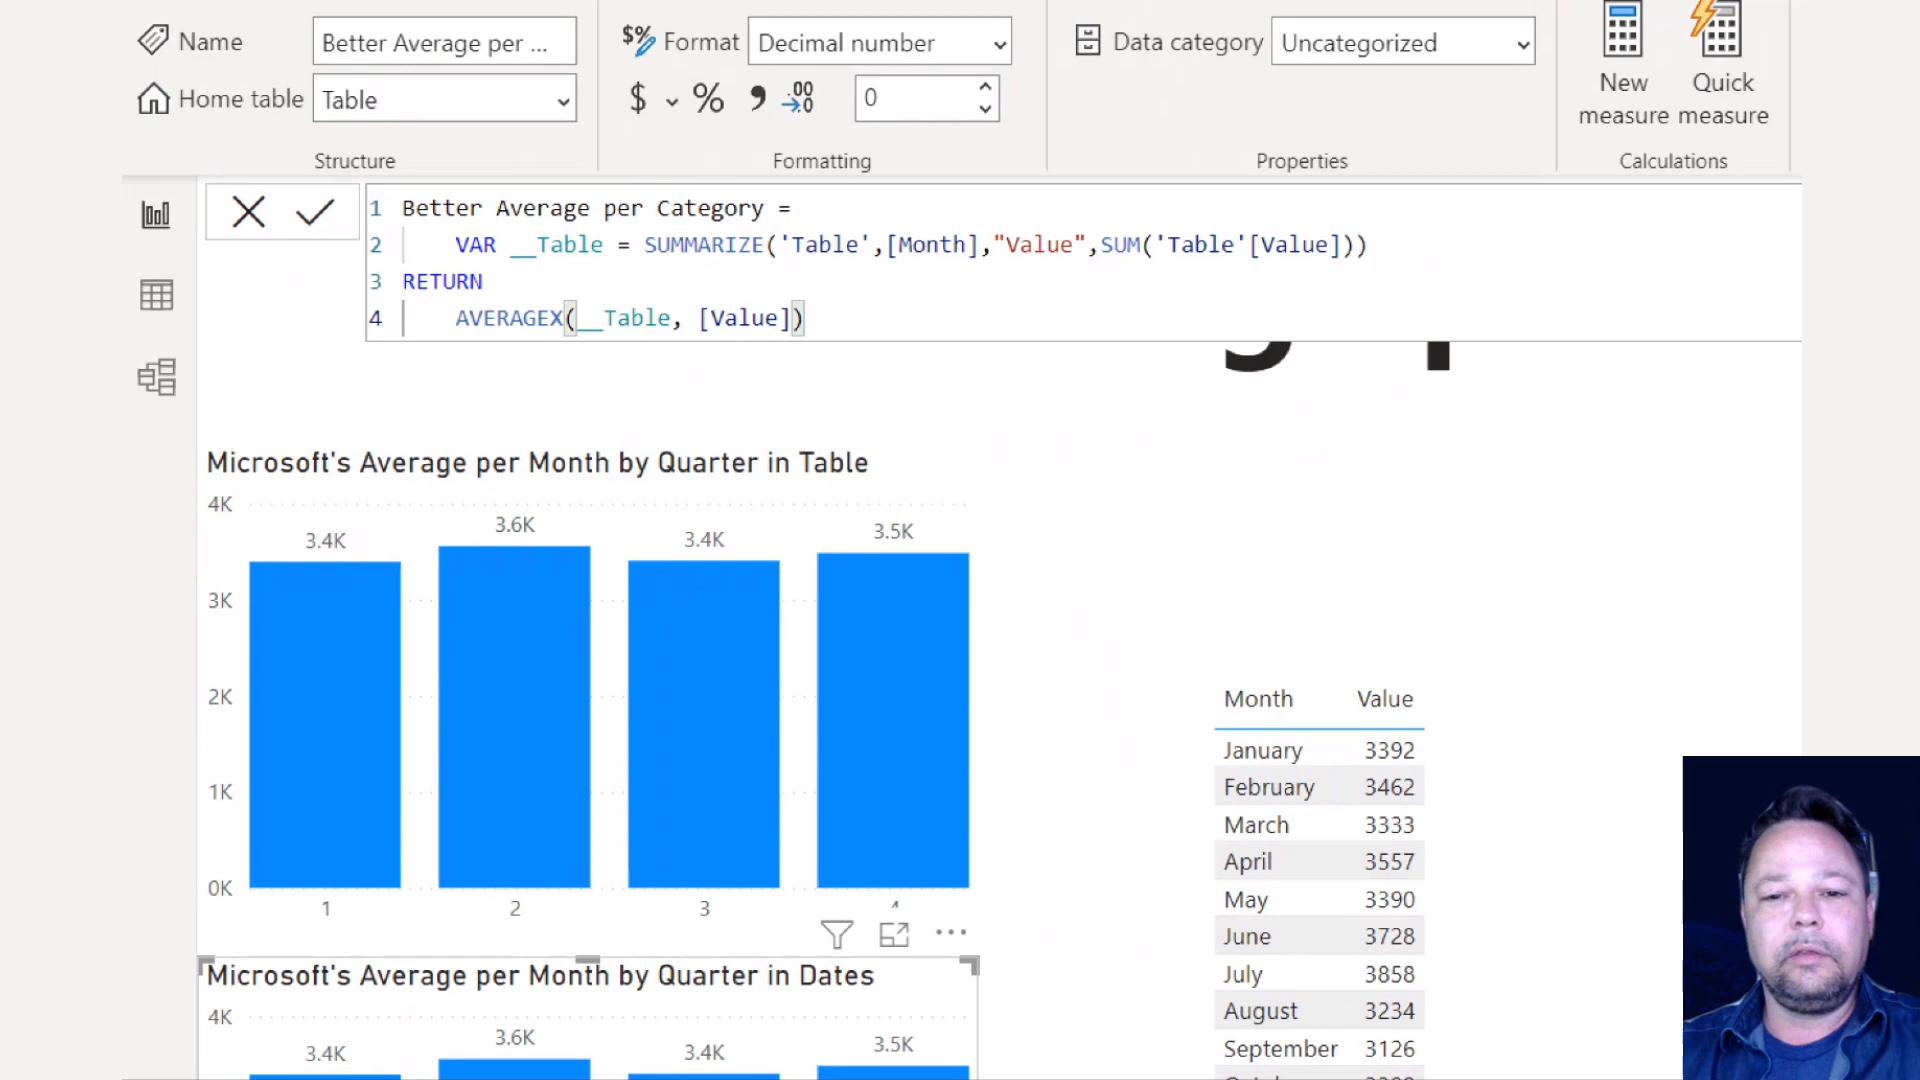 Name
Better Average per ...
Format
Decimal number
Data category
Uncategorized
Home table
Table
$ % , .00 →0
0
New measure
Quick measure
Structure
Formatting
Properties
Calculations
1 Better Average per Category =
2 VAR __Table = SUMMARIZE('Table',[Month],"Value",SUM('Table'[Value]))
3 RETURN
4 AVERAGEX(__Table, [Value])
Microsoft's Average per Month by Quarter in Table
4K
3.4K 3.6K 3.4K 3.5K
3K
2K
1K
0K
1 2 3
Month Value
January 3392
February 3462
March 3333
April 3557
May 3390
June 3728
July 3858
August 3234
September 3126
Microsoft's Average per Month by Quarter in Dates
4K
3.4K 3.6K 3.4K 3.5K